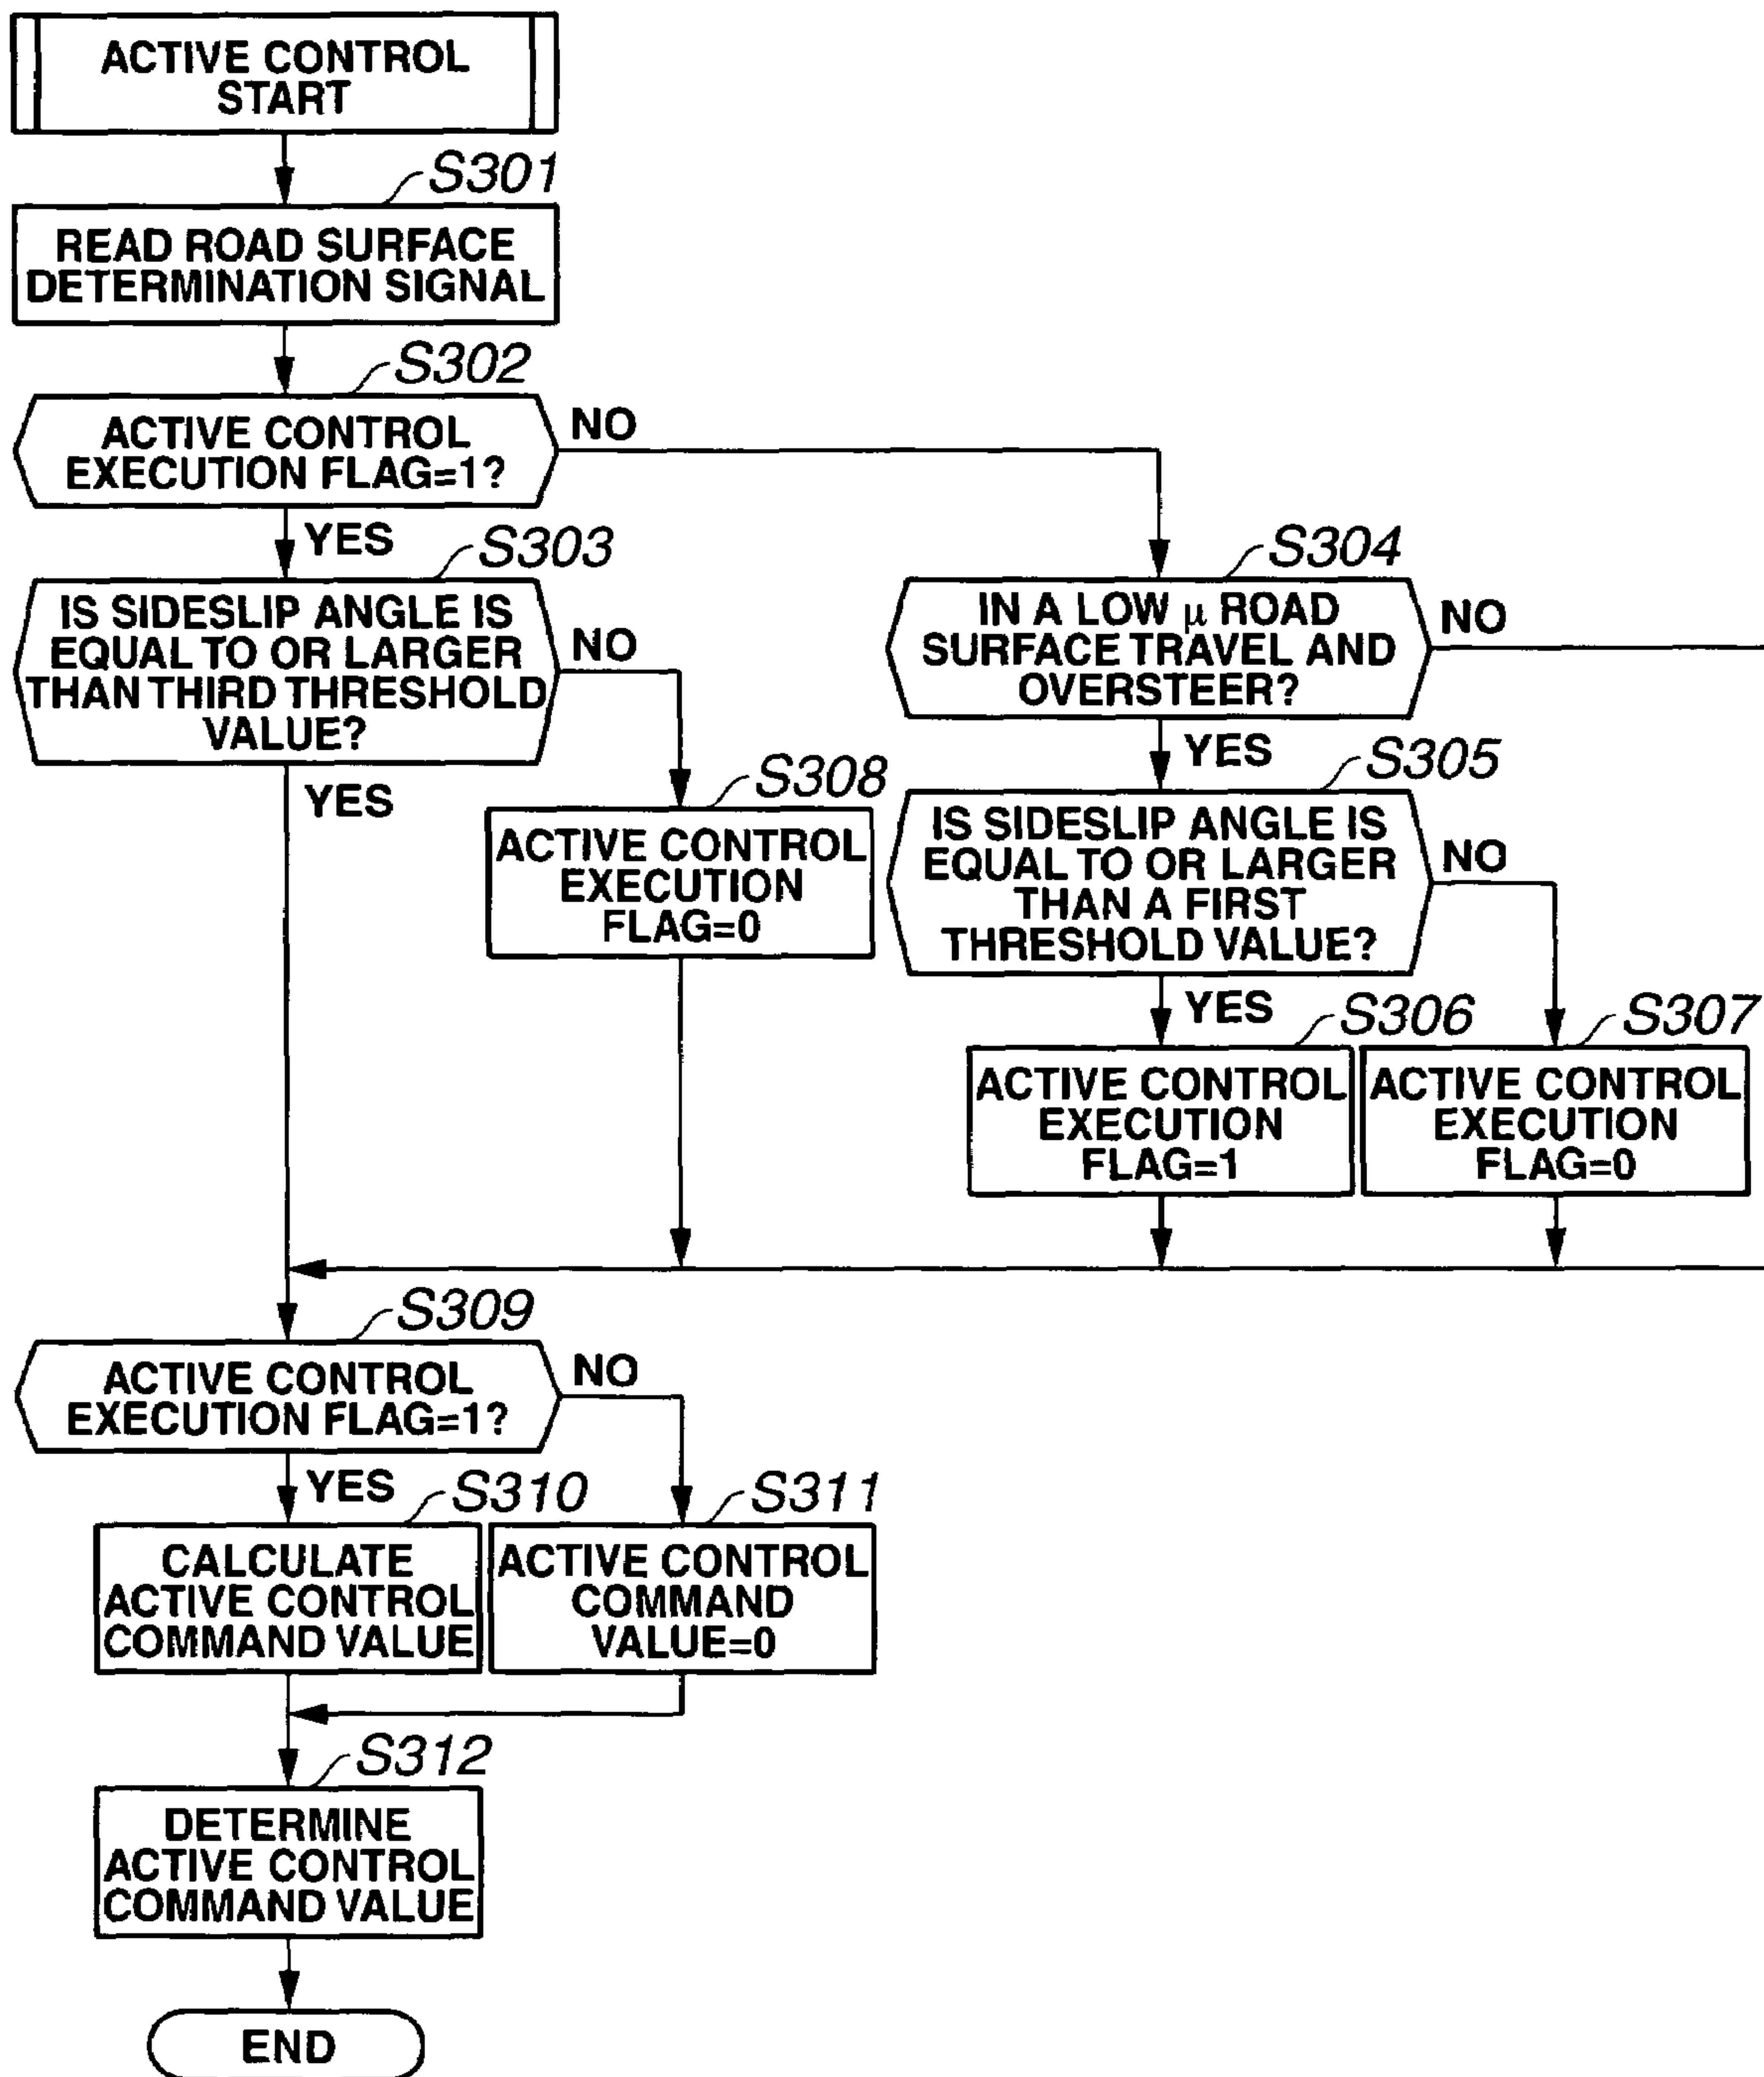 ACTIVE CONTROL
START
S301
READ ROAD SURFACE
DETERMINATION SIGNAL
S302
ACTIVE CONTROL
EXECUTION FLAG=1?
NO
YES
S303
IS SIDESLIP ANGLE IS
EQUAL TO OR LARGER
THAN THIRD THRESHOLD
VALUE?
NO
YES
S304
IN A LOW μ ROAD
SURFACE TRAVEL AND
OVERSTEER?
NO
YES
S308
ACTIVE CONTROL
EXECUTION
FLAG=0
S305
IS SIDESLIP ANGLE IS
EQUAL TO OR LARGER
THAN A FIRST
THRESHOLD VALUE?
NO
YES
S306
ACTIVE CONTROL
EXECUTION
FLAG=1
S307
ACTIVE CONTROL
EXECUTION
FLAG=0
S309
ACTIVE CONTROL
EXECUTION FLAG=1?
NO
YES
S310
CALCULATE
ACTIVE CONTROL
COMMAND VALUE
S311
ACTIVE CONTROL
COMMAND
VALUE=0
S312
DETERMINE
ACTIVE CONTROL
COMMAND VALUE
END